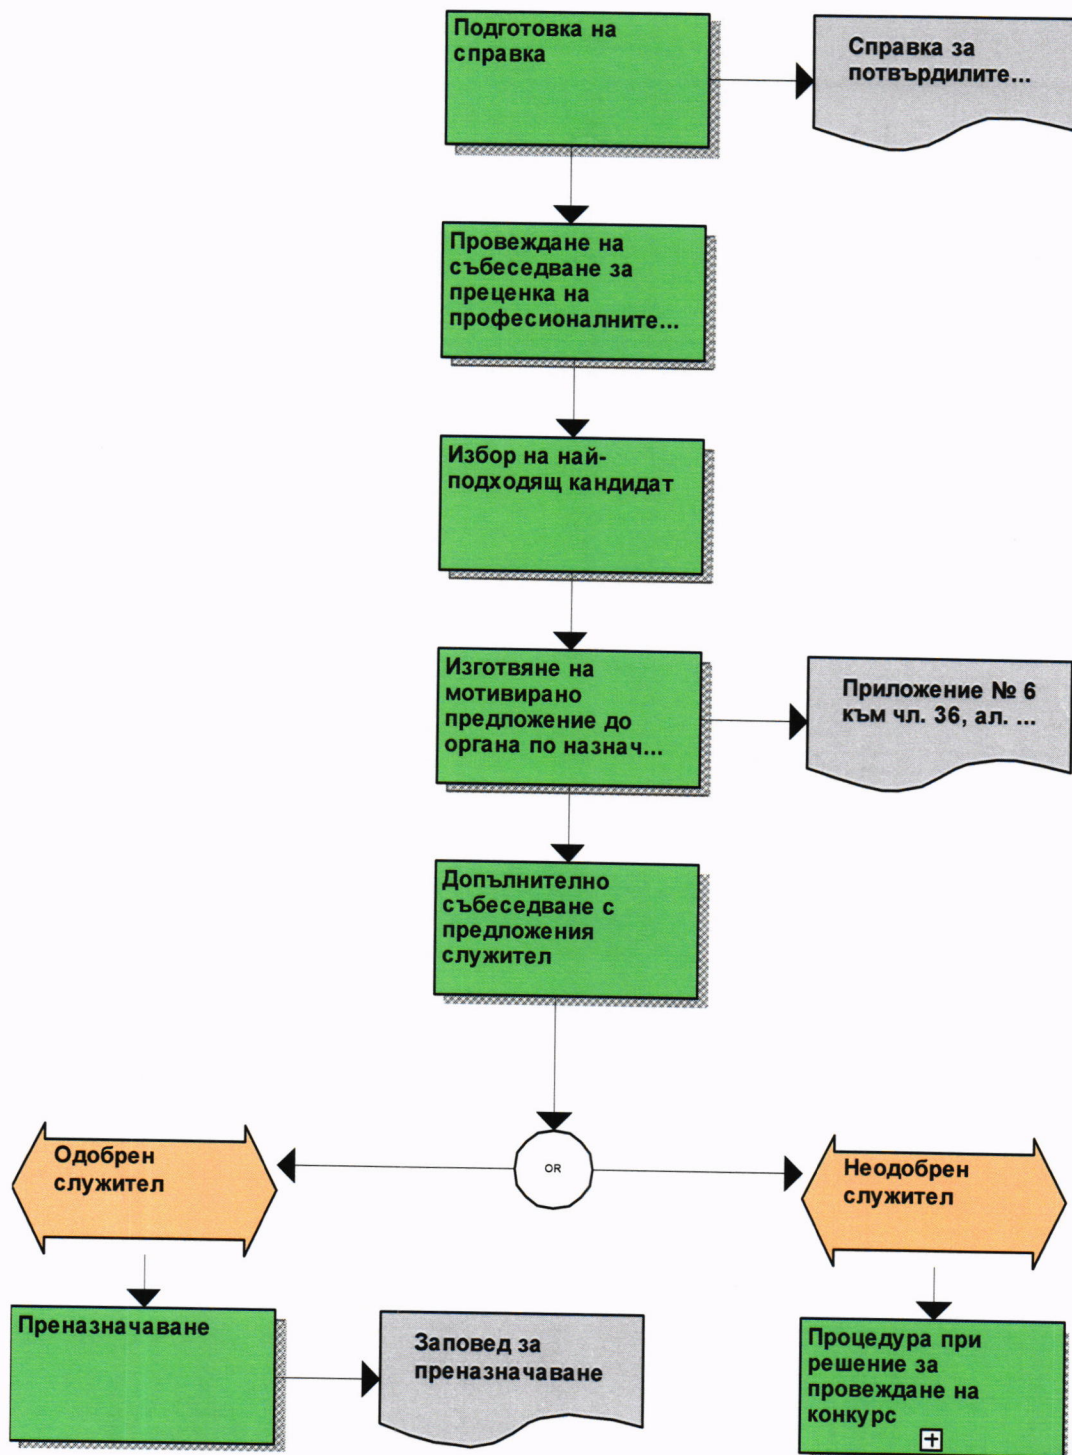 Подготовка на
справка
Справка за
потвърдилите...
Провеждане на
събеседване за
преценка на
професионалните...
Избор на най-
подходящ кандидат
Изготвяне на
мотивирано
предложение до
органа по назнач...
Приложение № 6
към чл. 36, ал. ...
Допълнително
събеседване с
предложения
служител
OR
Одобрен
служител
Неодобрен
служител
Преназначаване
Заповед за
преназначаване
Процедура при
решение за
провеждане на
конкурс